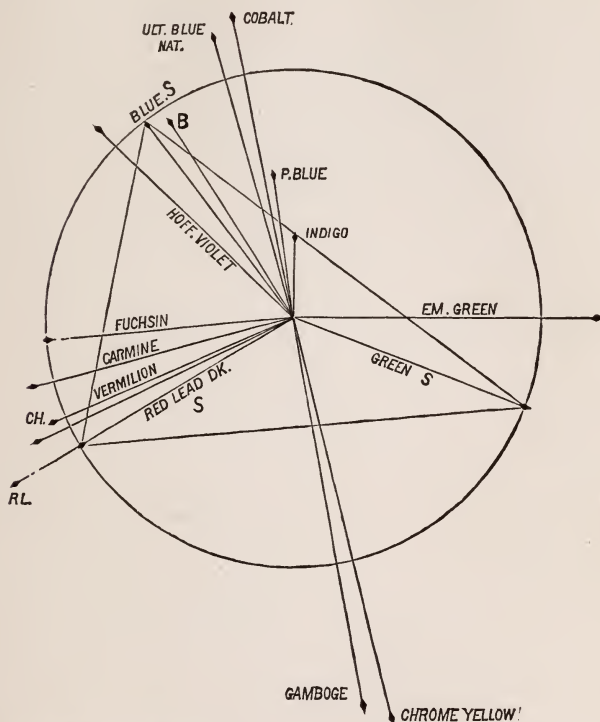 COBALT.
ULT. BLUE
NAT.
BLUE.S
B
P.BLUE
HOFF. VIOLET
INDIGO
EM. GREEN
FUCHSIN
CARMINE
GREEN S
VERMILION
RED LEAD DK.
S
CH.
R.L.
GAMBOGE
CHROME YELLOW!